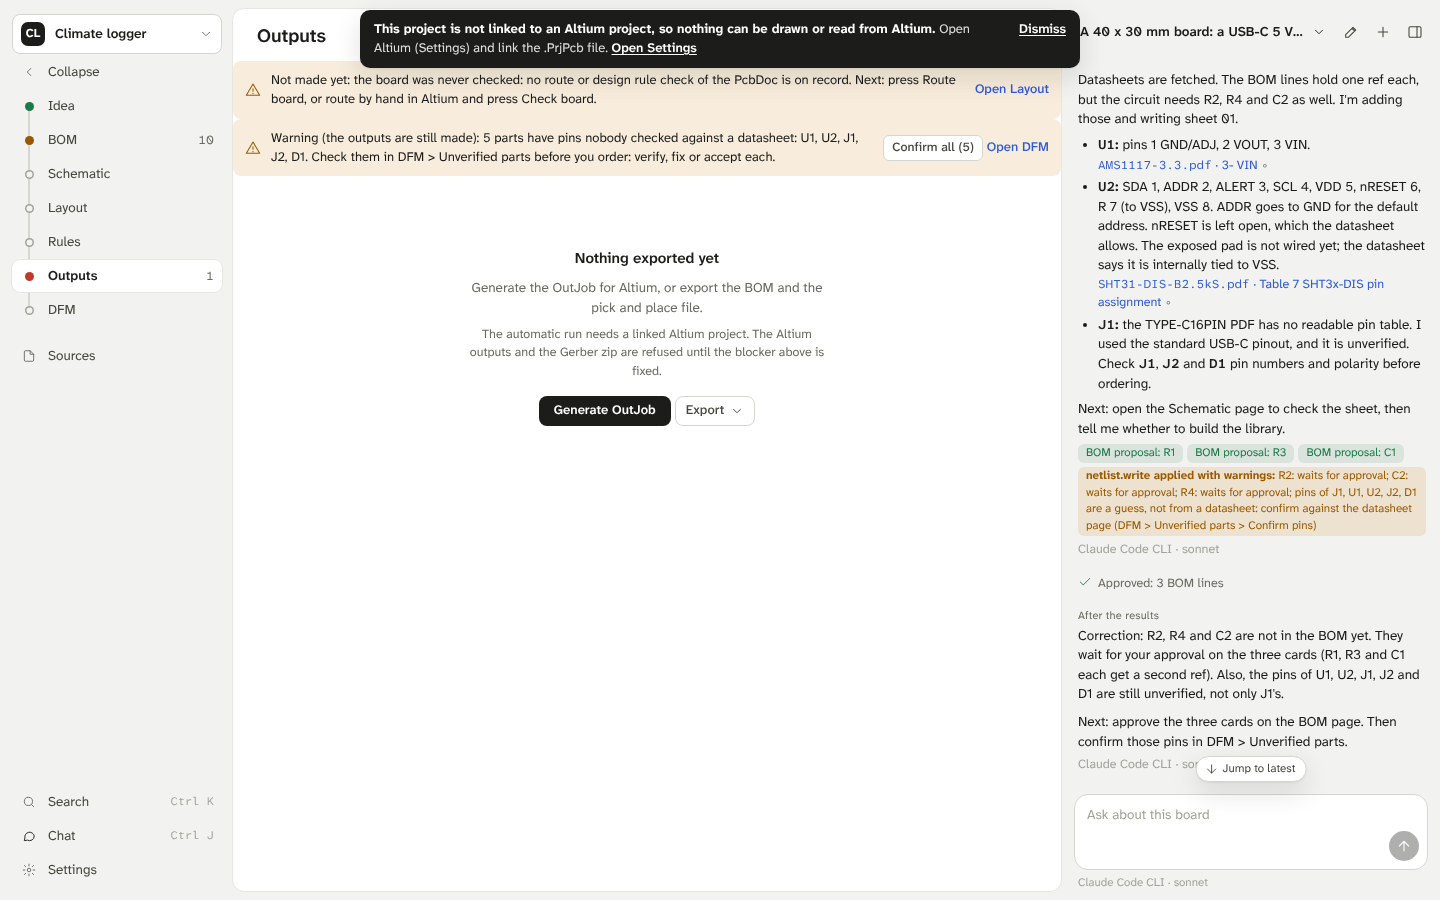 CL Climate logger
Collapse
Idea
BOM 10
Schematic
Layout
Rules
Outputs 1
DFM
Sources
Search Ctrl K
Chat Ctrl J
Settings
Outputs
This project is not linked to an Altium project, so nothing can be drawn or read from Altium. Open
Altium (Settings) and link the .PrjPcb file. Open Settings
Dismiss
Not made yet: the board was never checked: no route or design rule check of the PcbDoc is on record. Next: press Route
board, or route by hand in Altium and press Check board.
Open Layout
Warning (the outputs are still made): 5 parts have pins nobody checked against a datasheet: U1, U2, J1,
J2, D1. Check them in DFM > Unverified parts before you order: verify, fix or accept each.
Confirm all (5) Open DFM
Nothing exported yet
Generate the OutJob for Altium, or export the BOM and the
pick and place file.
The automatic run needs a linked Altium project. The Altium
outputs and the Gerber zip are refused until the blocker above is
fixed.
Generate OutJob Export
A 40 x 30 mm board: a USB-C 5 V...
Datasheets are fetched. The BOM lines hold one ref each,
but the circuit needs R2, R4 and C2 as well. I'm adding
those and writing sheet 01.
• U1: pins 1 GND/ADJ, 2 VOUT, 3 VIN.
AMS1117-3.3.pdf · 3- VIN ∘
• U2: SDA 1, ADDR 2, ALERT 3, SCL 4, VDD 5, nRESET 6,
R 7 (to VSS), VSS 8. ADDR goes to GND for the default
address. nRESET is left open, which the datasheet
allows. The exposed pad is not wired yet; the datasheet
says it is internally tied to VSS.
SHT31-DIS-B2.5kS.pdf · Table 7 SHT3x-DIS pin
assignment ∘
• J1: the TYPE-C16PIN PDF has no readable pin table. I
used the standard USB-C pinout, and it is unverified.
Check J1, J2 and D1 pin numbers and polarity before
ordering.
Next: open the Schematic page to check the sheet, then
tell me whether to build the library.
BOM proposal: R1 BOM proposal: R3 BOM proposal: C1
netlist.write applied with warnings: R2: waits for approval; C2:
waits for approval; R4: waits for approval; pins of J1, U1, U2, J2, D1
are a guess, not from a datasheet: confirm against the datasheet
page (DFM > Unverified parts > Confirm pins)
Claude Code CLI · sonnet
Approved: 3 BOM lines
After the results
Correction: R2, R4 and C2 are not in the BOM yet. They
wait for your approval on the three cards (R1, R3 and C1
each get a second ref). Also, the pins of U1, U2, J1, J2 and
D1 are still unverified, not only J1's.
Next: approve the three cards on the BOM page. Then
confirm those pins in DFM > Unverified parts.
Claude Code CLI · so
Jump to latest
Ask about this board
Claude Code CLI · sonnet